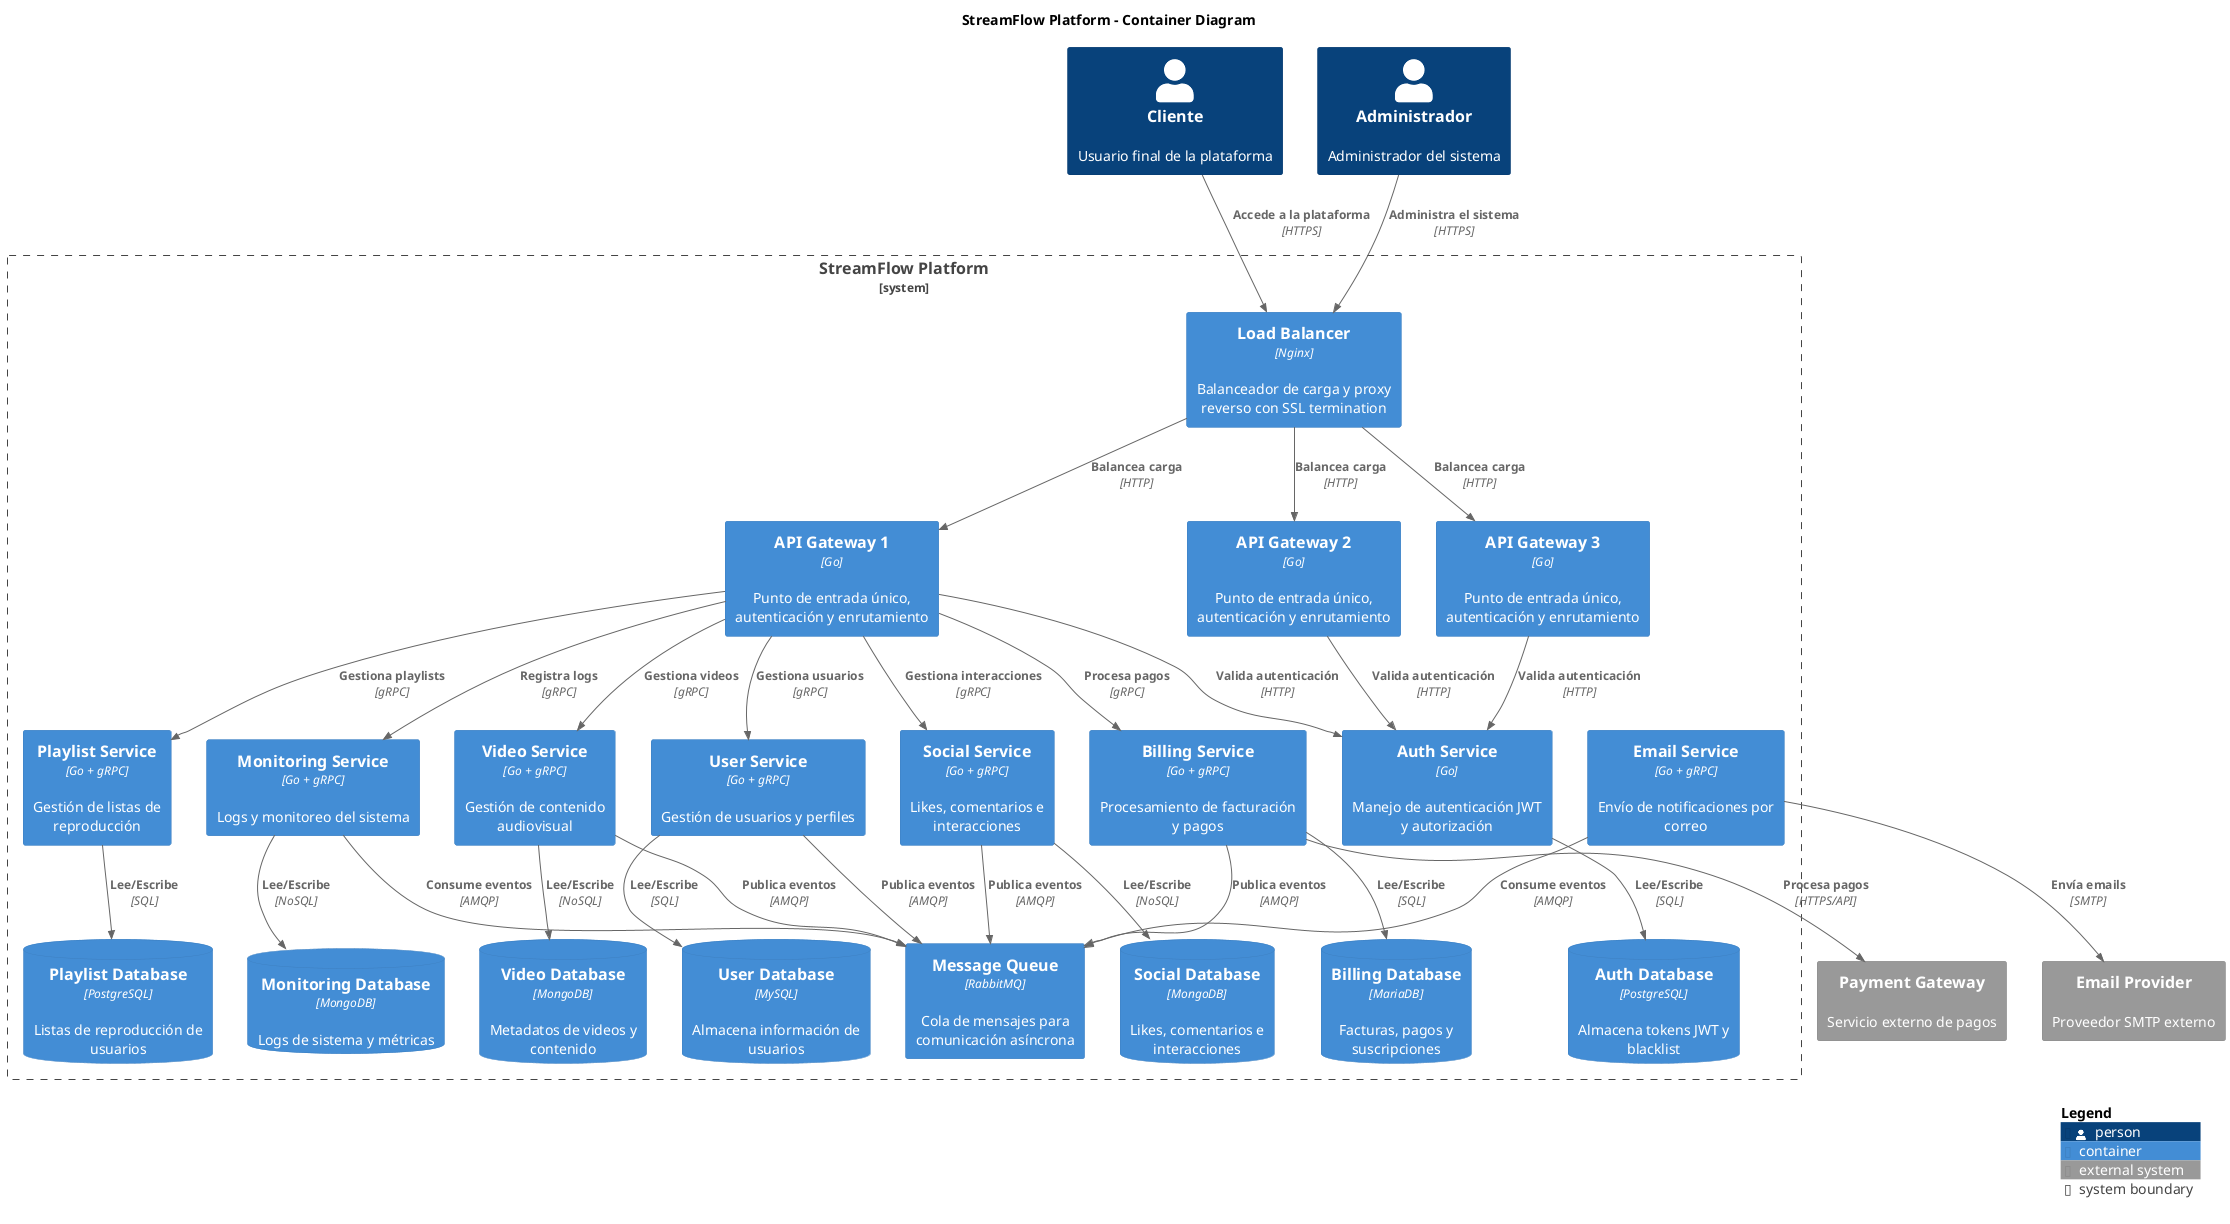 StreamFlow Platform - Container Diagram
Cliente
Usuario final de la plataforma
Administrador
Administrador del sistema
Accede a la plataforma
[HTTPS]
Administra el sistema
[HTTPS]
StreamFlow Platform
[system]
Load Balancer
[Nginx]
Balanceador de carga y proxy
reverso con SSL termination
Balancea carga
[HTTP]
Balancea carga
[HTTP]
Balancea carga
[HTTP]
API Gateway 1
[Go]
Punto de entrada único,
autenticación y enrutamiento
API Gateway 2
[Go]
Punto de entrada único,
autenticación y enrutamiento
API Gateway 3
[Go]
Punto de entrada único,
autenticación y enrutamiento
Gestiona playlists
[gRPC]
Registra logs
[gRPC]
Gestiona videos
[gRPC]
Gestiona usuarios
[gRPC]
Gestiona interacciones
[gRPC]
Procesa pagos
[gRPC]
Valida autenticación
[HTTP]
Valida autenticación
[HTTP]
Valida autenticación
[HTTP]
Playlist Service
[Go + gRPC]
Gestión de listas de
reproducción
Monitoring Service
[Go + gRPC]
Logs y monitoreo del sistema
Video Service
[Go + gRPC]
Gestión de contenido
audiovisual
User Service
[Go + gRPC]
Gestión de usuarios y perfiles
Social Service
[Go + gRPC]
Likes, comentarios e
interacciones
Billing Service
[Go + gRPC]
Procesamiento de facturación
y pagos
Auth Service
[Go]
Manejo de autenticación JWT
y autorización
Email Service
[Go + gRPC]
Envío de notificaciones por
correo
Lee/Escribe
[SQL]
Lee/Escribe
[NoSQL]
Consume eventos
[AMQP]
Lee/Escribe
[NoSQL]
Lee/Escribe
[SQL]
Publica eventos
[AMQP]
Publica eventos
[AMQP]
Publica eventos
[AMQP]
Lee/Escribe
[NoSQL]
Publica eventos
[AMQP]
Lee/Escribe
[SQL]
Consume eventos
[AMQP]
Lee/Escribe
[SQL]
Procesa pagos
[HTTPS/API]
Envía emails
[SMTP]
Playlist Database
[PostgreSQL]
Listas de reproducción de
usuarios
Monitoring Database
[MongoDB]
Logs de sistema y métricas
Video Database
[MongoDB]
Metadatos de videos y
contenido
User Database
[MySQL]
Almacena información de
usuarios
Message Queue
[RabbitMQ]
Cola de mensajes para
comunicación asíncrona
Social Database
[MongoDB]
Likes, comentarios e
interacciones
Billing Database
[MariaDB]
Facturas, pagos y
suscripciones
Auth Database
[PostgreSQL]
Almacena tokens JWT y
blacklist
Payment Gateway
Servicio externo de pagos
Email Provider
Proveedor SMTP externo
Legend
person
container
external system
system boundary